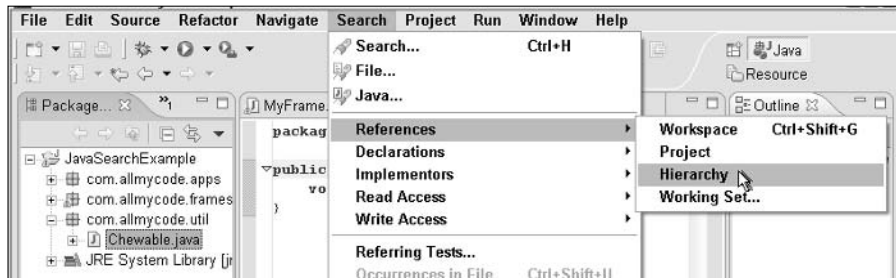 File Edit Source Refactor Navigate Search Project Run Window Help
Search... Ctrl+H
File...
Java...
Java
Resource
Package... »1
MyFrame.
Outline
JavaSearchExample
com.allmycode.apps
com.allmycode.frames
com.allmycode.util
Chewable.java
JRE System Library [jr
packag
public
vo
}
References
Declarations
Implementors
Read Access
Write Access
Referring Tests...
Occurrences in File Ctrl+Shift+U
Workspace Ctrl+Shift+G
Project
Hierarchy
Working Set...